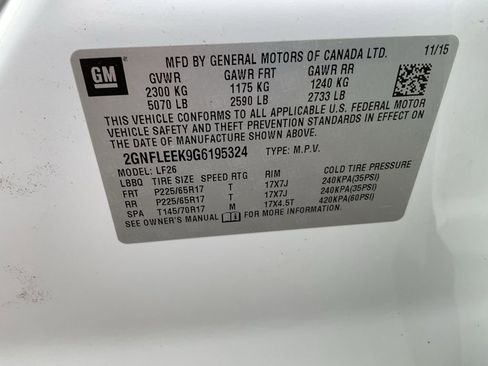 GM
MFD BY GENERAL MOTORS OF CANADA LTD. 11/15
GVWR GAWR FRT GAWR RR
2300 KG 1175 KG 1240 KG
5070 LB 2590 LB 2733 LB
THIS VEHICLE CONFORMS TO ALL APPLICABLE U.S. FEDERAL MOTOR
VEHICLE SAFETY AND THEFT PREVENTION STANDARDS IN EFFECT ON
THE DATE OF MANUFACTURE SHOWN ABOVE.
2GNFLEEK9G6195324 TYPE: M.P.V.
MODEL: LF26
LBBQ TIRE SIZE SPEED RTG RIM COLD TIRE PRESSURE
FRT P225/65R17 T 17X7J 240KPA(35PSI)
RR P225/65R17 T 17X7J 240KPA(35PSI)
SPA T145/70R17 M 17X4.5T 420KPA(60PSI)
SEE OWNER'S MANUAL FOR MORE INFORMATION.